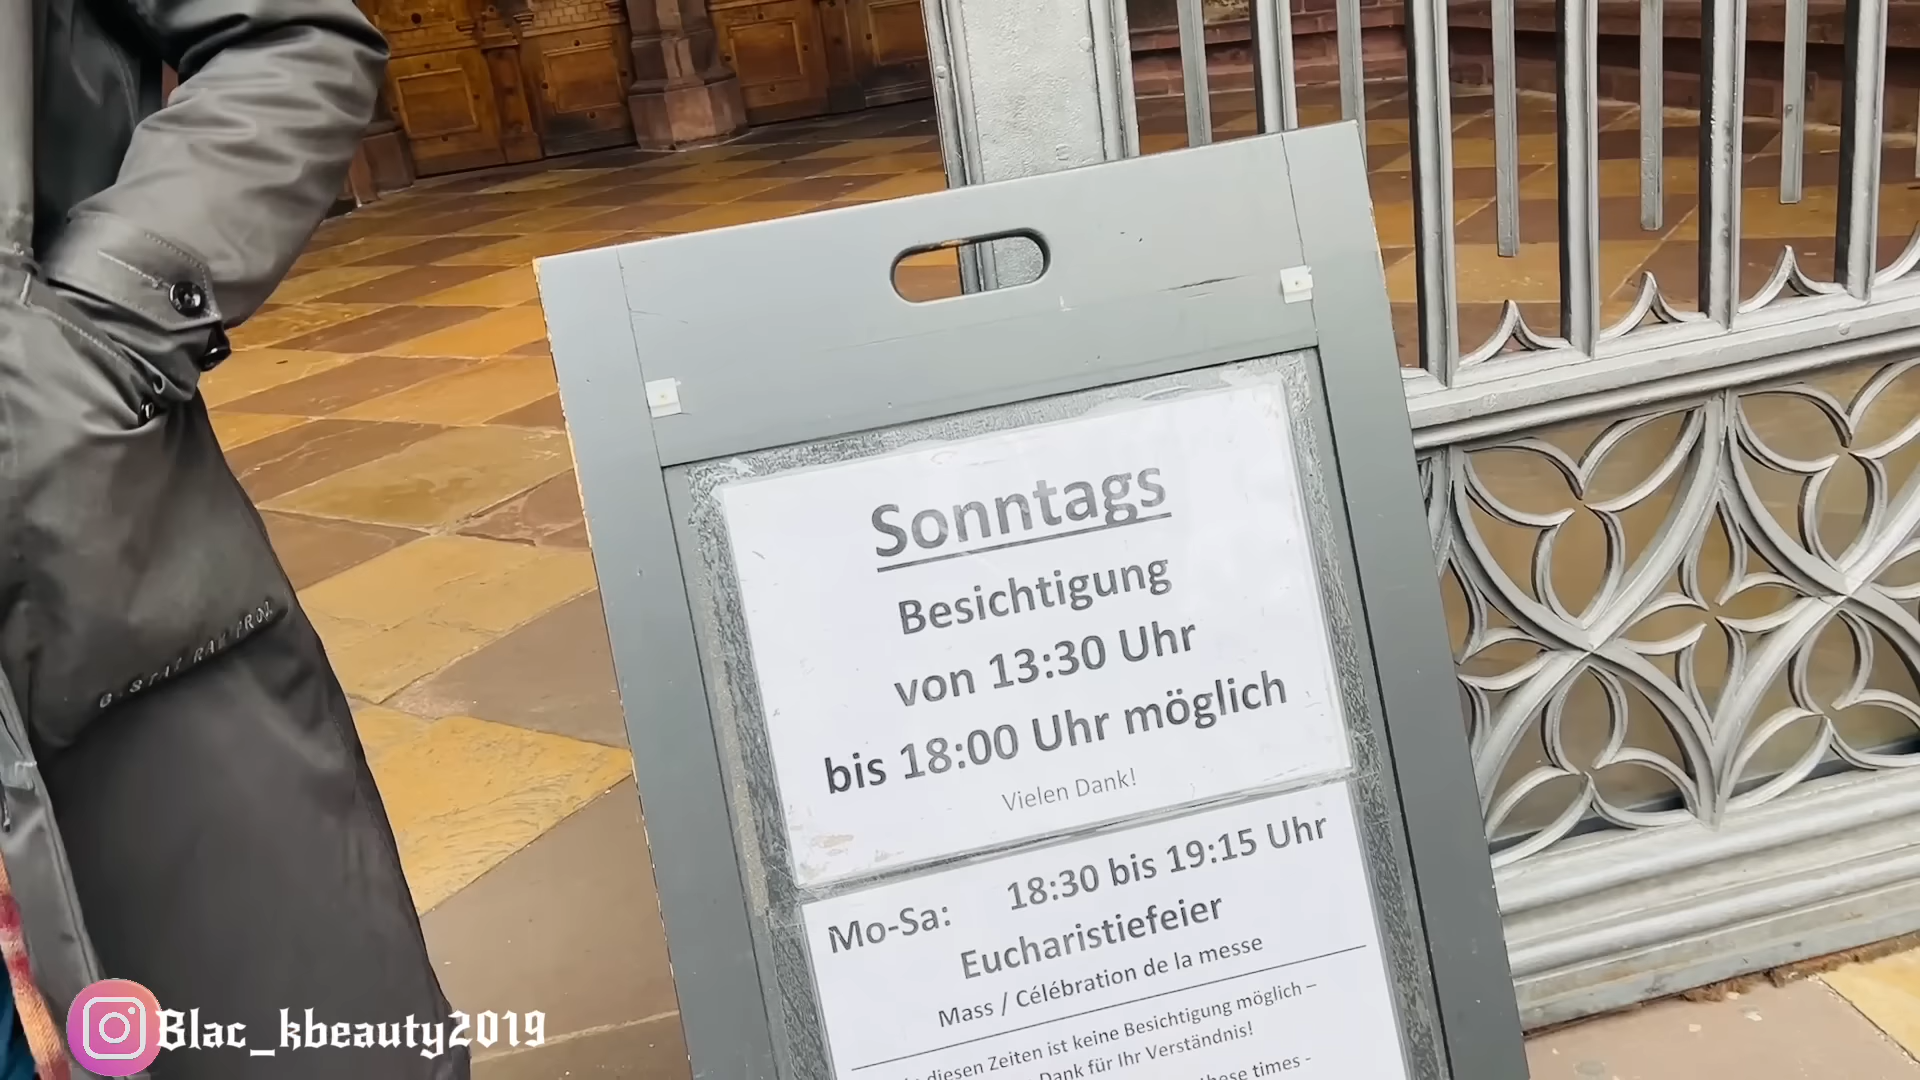 Sonntags
Besichtigung
von 13:30 Uhr
bis 18:00 Uhr möglich
Vielen Dank!
Mo-Sa: 18:30 bis 19:15 Uhr
Eucharistiefeier
Mass / Célébration de la messe
diesen Zeiten ist keine Besichtigung möglich –
Dank für Ihr Verständnis!
these times -
G-STAR RAW
Blac_kbeauty2019